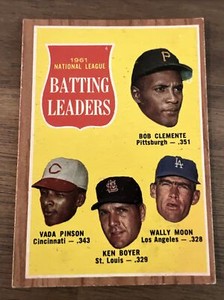 1961
NATIONAL LEAGUE
BATTING
LEADERS
BOB CLEMENTE
Pittsburgh — .351
VADA PINSON
Cincinnati — .343
KEN BOYER
St. Louis — .329
WALLY MOON
Los Angeles — .328